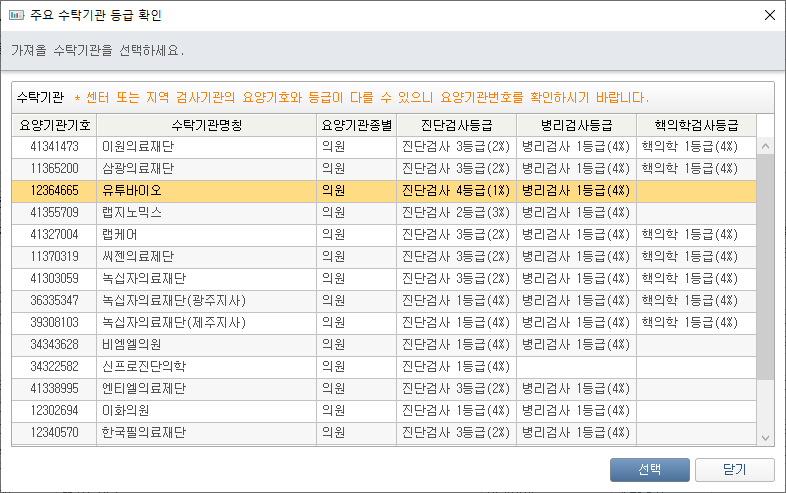 주요 수탁기관 등급 확인
가져올 수탁기관을 선택하세요.
수탁기관 * 센터 또는 지역 검사기관의 요양기호와 등급이 다를 수 있으니 요양기관번호를 확인하시기 바랍니다.
요양기관기호 수탁기관명칭 요양기관종별 진단검사등급 병리검사등급 핵의학검사등급
41341473 이원의료재단 의원 진단검사 3등급(2%) 병리검사 1등급(4%) 핵의학 1등급(4%)
11365200 삼광의료재단 의원 진단검사 3등급(2%) 병리검사 1등급(4%) 핵의학 1등급(4%)
12364665 유투바이오 의원 진단검사 4등급(1%) 병리검사 1등급(4%)
41355709 랩지노믹스 의원 진단검사 2등급(3%) 병리검사 1등급(4%)
41327004 랩케어 의원 진단검사 3등급(2%) 병리검사 1등급(4%) 핵의학 1등급(4%)
11370319 씨젠의료제단 의원 진단검사 3등급(2%) 병리검사 1등급(4%) 핵의학 1등급(4%)
41303059 녹십자의료재단 의원 진단검사 3등급(2%) 병리검사 1등급(4%) 핵의학 1등급(4%)
36335347 녹십자의료재단(광주지사) 의원 진단검사 1등급(4%) 병리검사 1등급(4%) 핵의학 1등급(4%)
39308103 녹십자의료재단(제주지사) 의원 진단검사 1등급(4%) 병리검사 1등급(4%) 핵의학 1등급(4%)
34343628 비엠엘의원 의원 진단검사 1등급(4%) 병리검사 1등급(4%)
34322582 신프로진단의학 의원 진단검사 1등급(4%)
41338995 엔티엘의료제단 의원 진단검사 3등급(2%) 병리검사 1등급(4%)
12302694 이화의원 의원 진단검사 1등급(4%) 병리검사 1등급(4%)
12340570 한국필의료재단 의원 진단검사 3등급(2%) 병리검사 1등급(4%)
선택 닫기